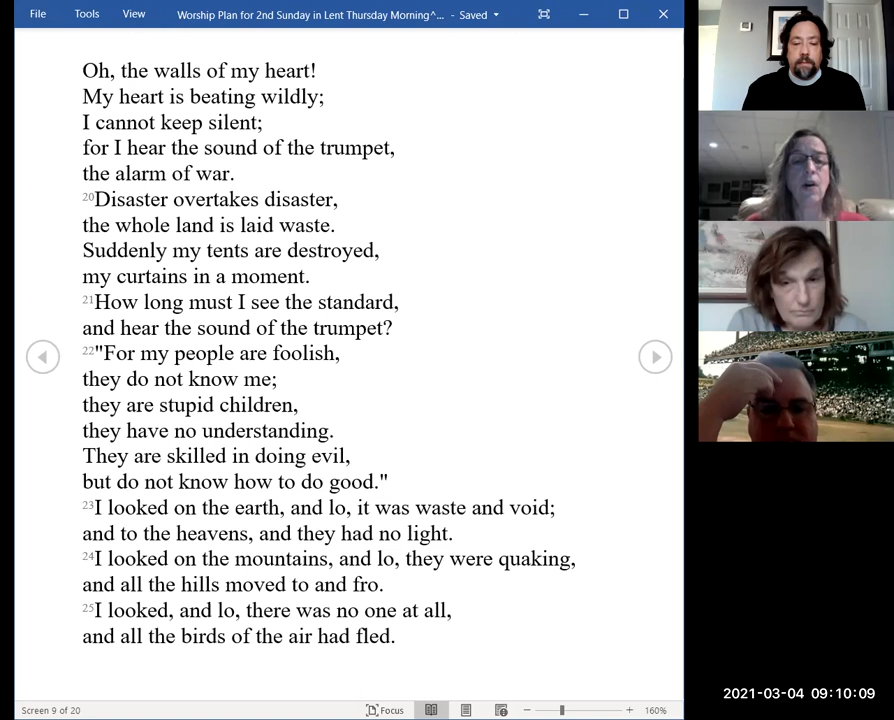 File Tools View Worship Plan for 2nd Sunday in Lent Thursday Morning^... - Saved
Oh, the walls of my heart!
My heart is beating wildly;
I cannot keep silent;
for I hear the sound of the trumpet,
the alarm of war.
20Disaster overtakes disaster,
the whole land is laid waste.
Suddenly my tents are destroyed,
my curtains in a moment.
21How long must I see the standard,
and hear the sound of the trumpet?
22"For my people are foolish,
they do not know me;
they are stupid children,
they have no understanding.
They are skilled in doing evil,
but do not know how to do good."
23I looked on the earth, and lo, it was waste and void;
and to the heavens, and they had no light.
24I looked on the mountains, and lo, they were quaking,
and all the hills moved to and fro.
25I looked, and lo, there was no one at all,
and all the birds of the air had fled.
2021-03-04 09:10:09
Screen 9 of 20 Focus 160%